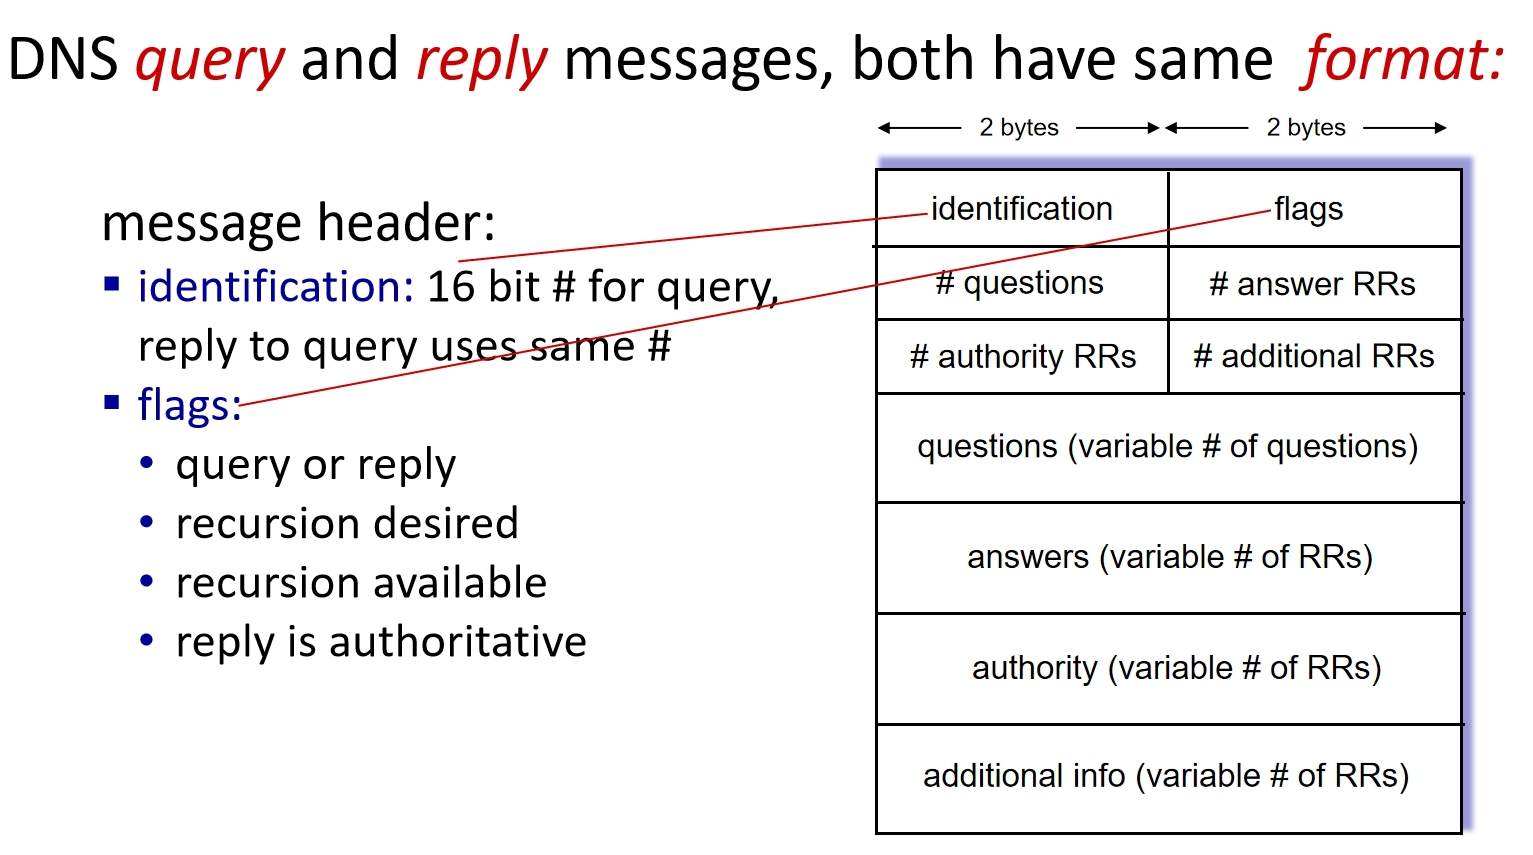 DNS query and reply messages, both have same format:
message header:
identification: 16 bit # for query,
reply to query uses same #
flags:
query or reply
recursion desired
recursion available
reply is authoritative
2 bytes 2 bytes
identification flags
# questions # answer RRs
# authority RRs # additional RRs
questions (variable # of questions)
answers (variable # of RRs)
authority (variable # of RRs)
additional info (variable # of RRs)